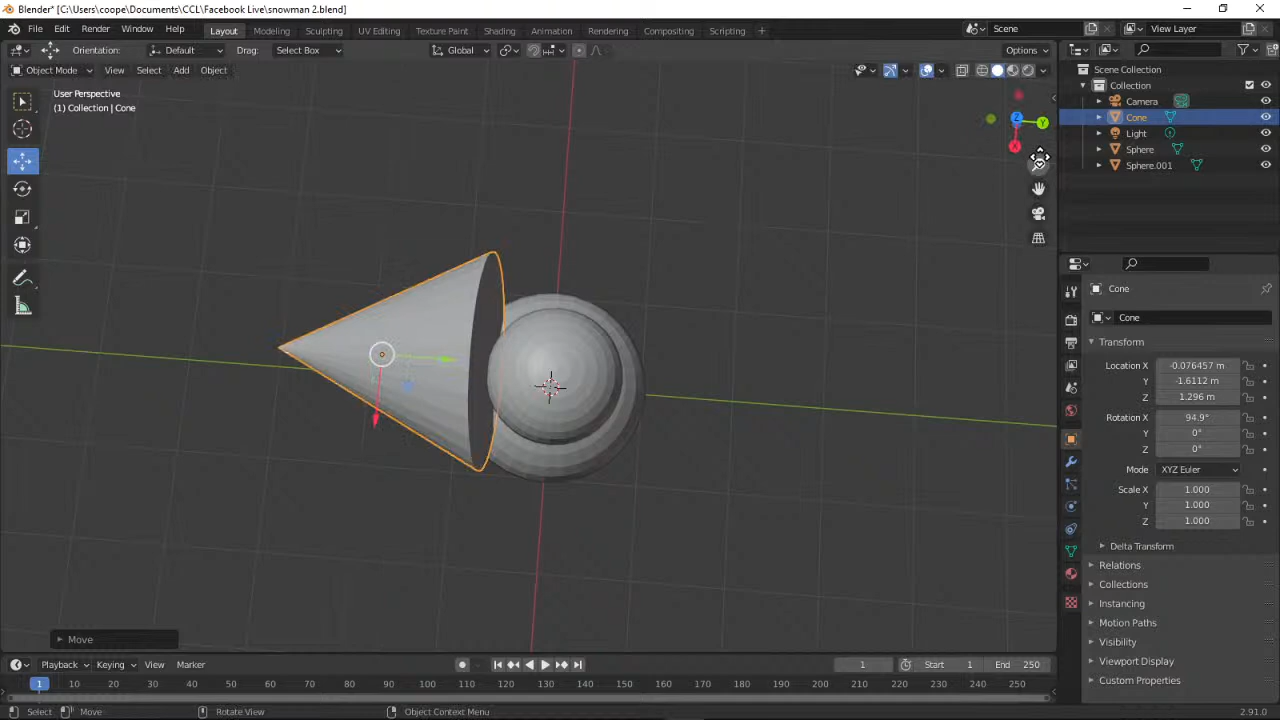 Blender* [C:\Users\coope\Documents\CCL\Facebook Live\snowman 2.blend]
File Edit Render Window Help Layout Modeling Sculpting UV Editing Texture Paint Shading Animation Rendering Compositing Scripting + Scene View Layer
Orientation: Default Drag: Select Box Global Options
Object Mode View Select Add Object
User Perspective
(1) Collection | Cone
Z
Y
X
Move
Scene Collection
Collection
Camera
Cone
Light
Sphere
Sphere.001
Cone
Cone
Transform
Location X -0.076457 m
Y -1.6112 m
Z 1.296 m
Rotation X 94.9°
Y 0°
Z 0°
Mode XYZ Euler
Scale X 1.000
Y 1.000
Z 1.000
Delta Transform
Relations
Collections
Instancing
Motion Paths
Visibility
Viewport Display
Custom Properties
Playback Keying View Marker 1 Start 1 End 250
1 10 20 30 40 50 60 70 80 90 100 110 120 130 140 150 160 170 180 190 200 210 220 230 240 250
Select Move Rotate View Object Context Menu 2.91.0